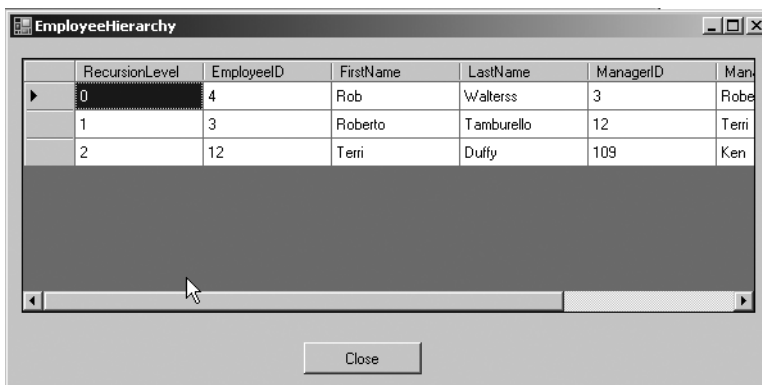 EmployeeHierarchy
RecursionLevel EmployeeID FirstName LastName ManagerID Man
0 4 Rob Walterss 3 Robe
1 3 Roberto Tamburello 12 Terri
2 12 Terri Duffy 109 Ken
Close